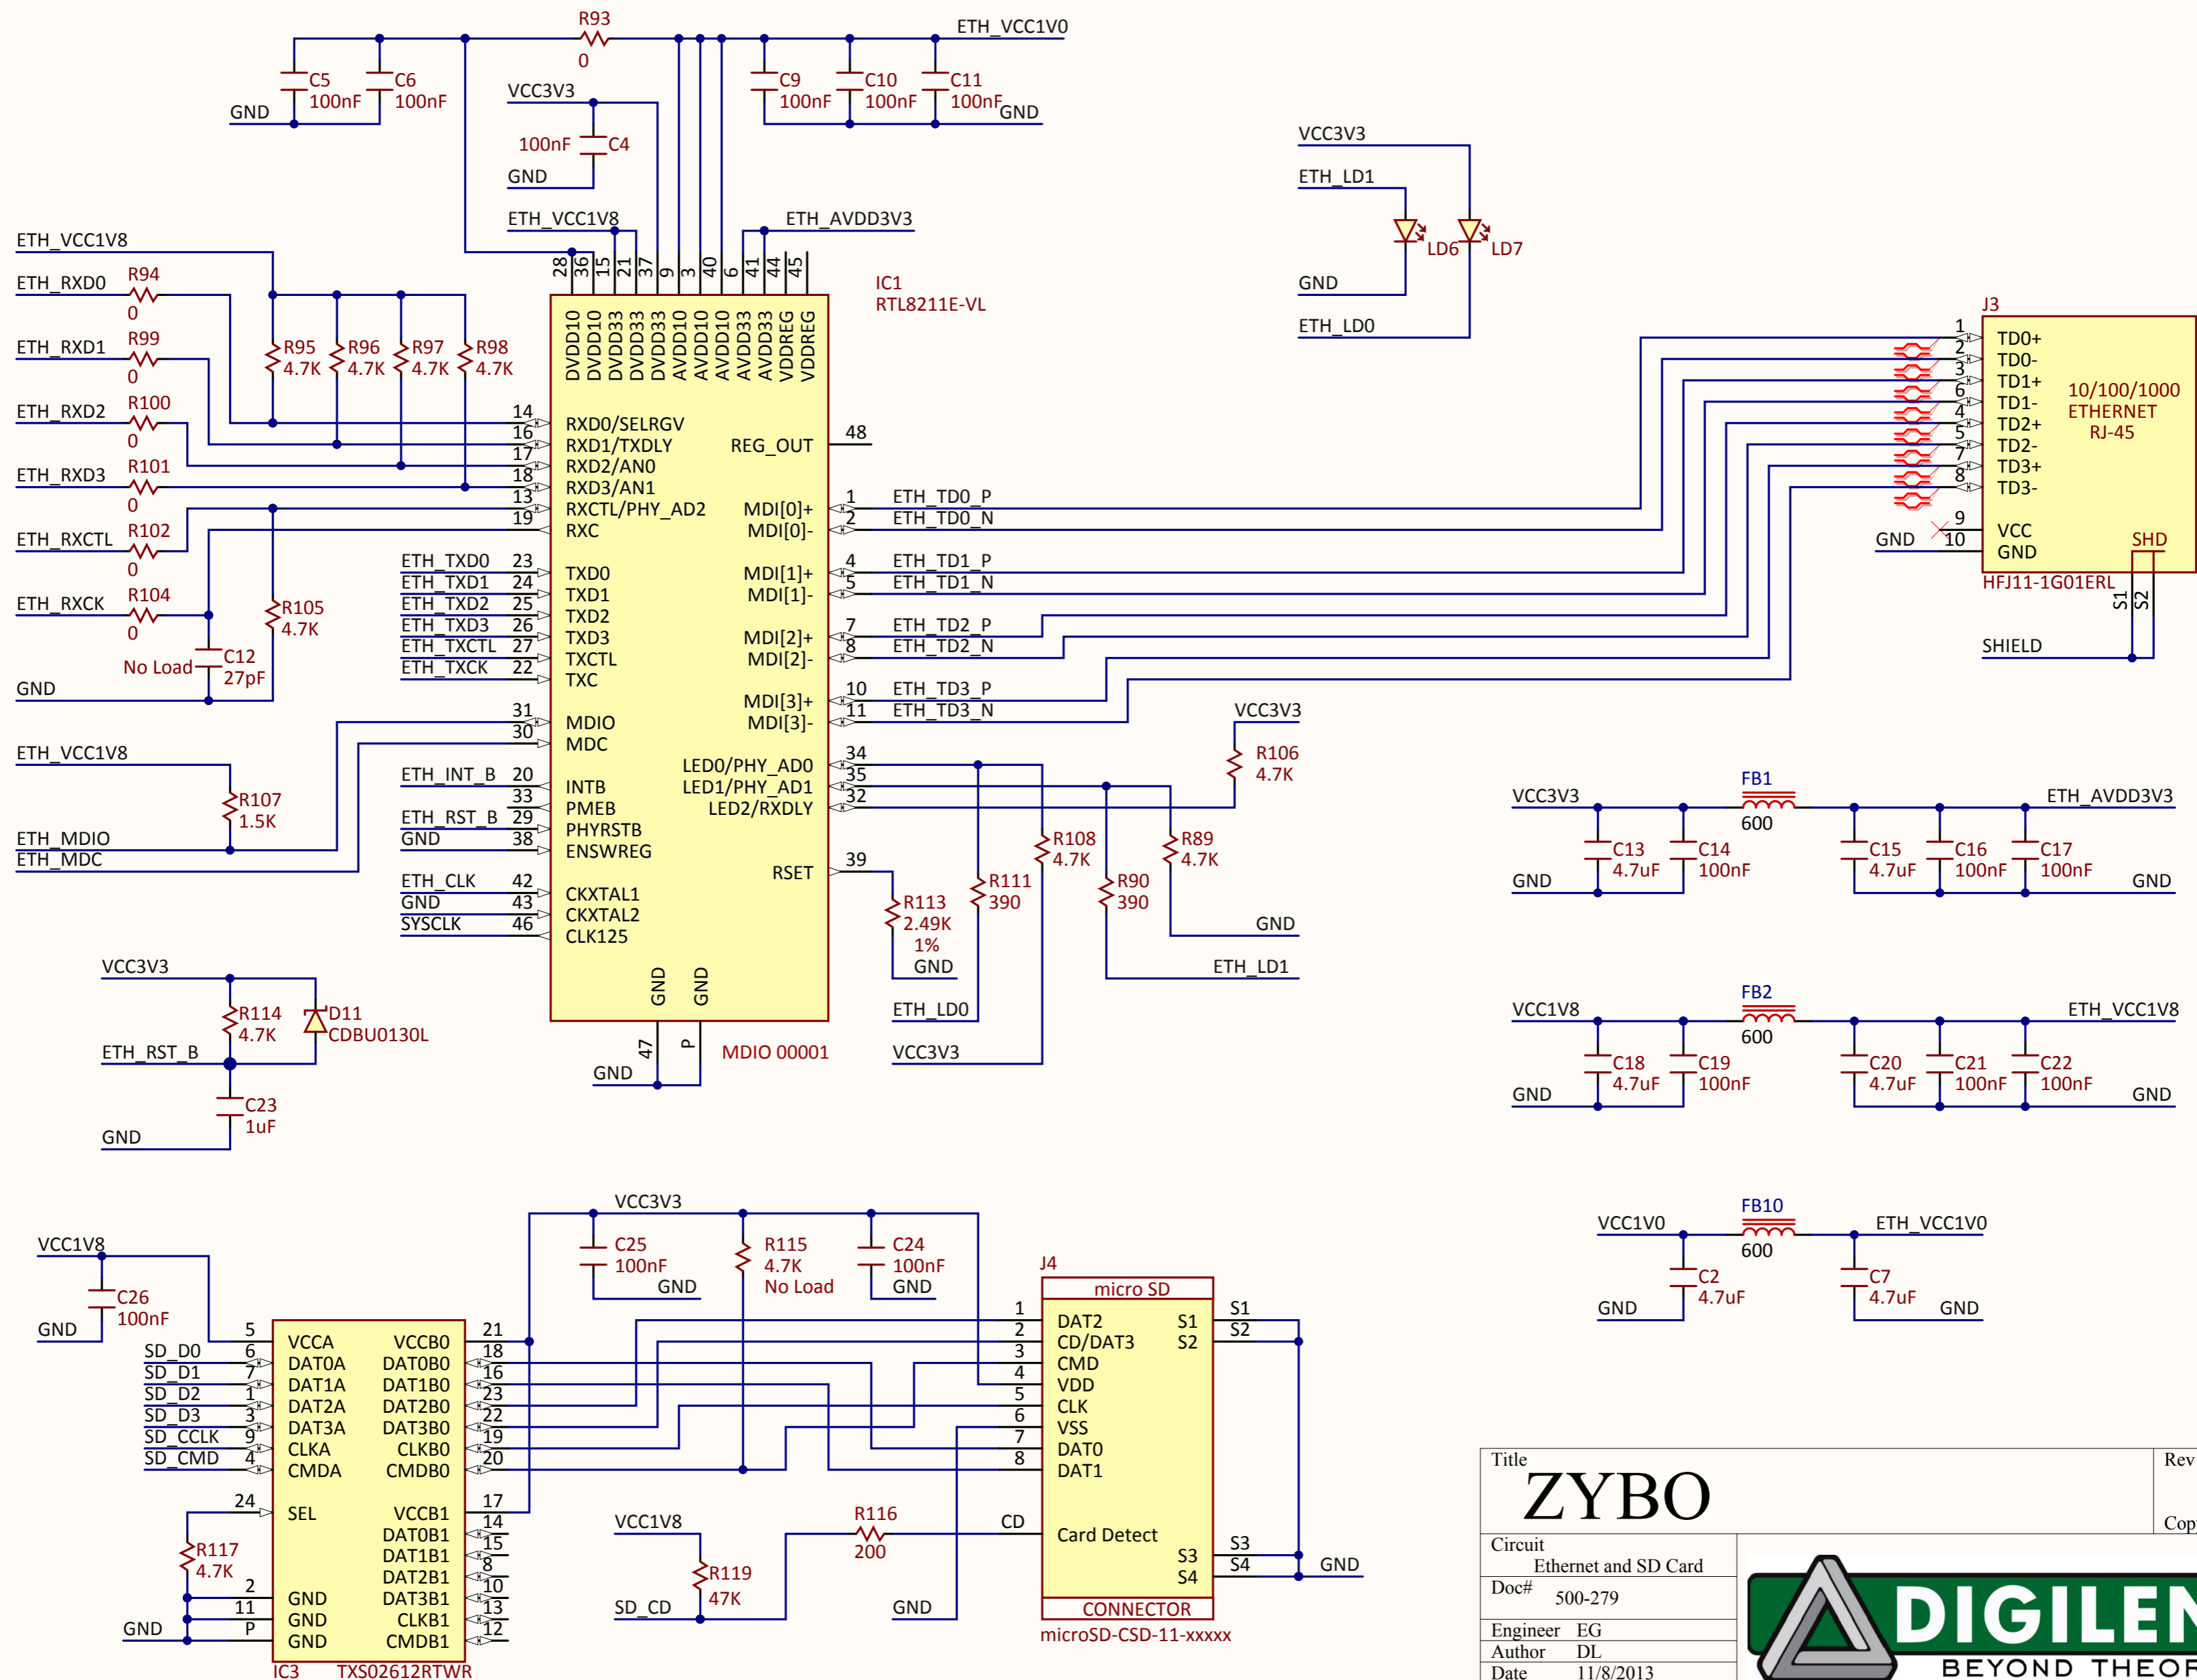 R93
ETH_VCC1V0
0
C5
100nF
C6
100nF
GND
VCC3V3
100nF C4
GND
C9
100nF
C10
100nF
C11
100nF
GND
VCC3V3
ETH_LD1
LD6
LD7
GND
ETH_LD0
ETH_VCC1V8
ETH_AVDD3V3
ETH_VCC1V8
ETH_RXD0
R94
0
ETH_RXD1
R99
0
ETH_RXD2
R100
0
ETH_RXD3
R101
0
ETH_RXCTL
R102
0
ETH_RXCK
R104
0
R95
4.7K
R96
4.7K
R97
4.7K
R98
4.7K
R105
4.7K
No Load
C12
27pF
GND
ETH_VCC1V8
R107
1.5K
ETH_MDIO
ETH_MDC
IC1
RTL8211E-VL
28 DVDD10
36 DVDD10
15 DVDD33
21 DVDD33
37 DVDD33
9 AVDD10
3 AVDD10
40 AVDD10
6 AVDD33
41 AVDD33
44 VDDREG
45 VDDREG
14 RXD0/SELRGV
16 RXD1/TXDLY
17 RXD2/AN0
18 RXD3/AN1
13 RXCTL/PHY_AD2
19 RXC
ETH_TXD0 23 TXD0
ETH_TXD1 24 TXD1
ETH_TXD2 25 TXD2
ETH_TXD3 26 TXD3
ETH_TXCTL 27 TXCTL
ETH_TXCK 22 TXC
31 MDIO
30 MDC
ETH_INT_B 20 INTB
33 PMEB
ETH_RST_B 29 PHYRSTB
GND 38 ENSWREG
ETH_CLK 42 CKXTAL1
GND 43 CKXTAL2
SYSCLK 46 CLK125
REG_OUT 48
MDI[0]+ 1 ETH_TD0_P
MDI[0]- 2 ETH_TD0_N
MDI[1]+ 4 ETH_TD1_P
MDI[1]- 5 ETH_TD1_N
MDI[2]+ 7 ETH_TD2_P
MDI[2]- 8 ETH_TD2_N
MDI[3]+ 10 ETH_TD3_P
MDI[3]- 11 ETH_TD3_N
LED0/PHY_AD0 34
LED1/PHY_AD1 35
LED2/RXDLY 32
RSET 39
GND 47
GND P
GND
MDIO 00001
VCC3V3
R106
4.7K
R108
4.7K
R89
4.7K
R111
390
R90
390
R113
2.49K
1%
GND
GND
ETH_LD1
ETH_LD0
VCC3V3
J3
1 TD0+
2 TD0-
3 TD1+
6 TD1-
4 TD2+
5 TD2-
7 TD3+
8 TD3-
9 VCC
GND 10 GND
10/100/1000
ETHERNET
RJ-45
SHD
HFJ11-1G01ERL
S1
S2
SHIELD
VCC3V3
R114
4.7K
D11
CDBU0130L
ETH_RST_B
C23
1uF
GND
VCC3V3
FB1
600
ETH_AVDD3V3
C13
4.7uF
C14
100nF
C15
4.7uF
C16
100nF
C17
100nF
GND
GND
VCC1V8
FB2
600
ETH_VCC1V8
C18
4.7uF
C19
100nF
C20
4.7uF
C21
100nF
C22
100nF
GND
GND
VCC1V0
FB10
600
ETH_VCC1V0
C2
4.7uF
C7
4.7uF
GND
GND
VCC1V8
C26
100nF
GND
VCC3V3
C25
100nF
GND
R115
4.7K
No Load
C24
100nF
GND
5 VCCA
SD_D0 6 DAT0A
SD_D1 7 DAT1A
SD_D2 1 DAT2A
SD_D3 3 DAT3A
SD_CCLK 9 CLKA
SD_CMD 4 CMDA
24 SEL
R117
4.7K
2 GND
11 GND
GND P GND
VCCB0 21
DAT0B0 18
DAT1B0 16
DAT2B0 23
DAT3B0 22
CLKB0 19
CMDB0 20
VCCB1 17
DAT0B1 14
DAT1B1 15
DAT2B1 8
DAT3B1 10
CLKB1 13
CMDB1 12
IC3 TXS02612RTWR
VCC1V8
R119
47K
SD_CD
R116
200
GND
J4
micro SD
1 DAT2
2 CD/DAT3
3 CMD
4 VDD
5 CLK
6 VSS
7 DAT0
8 DAT1
CD Card Detect
S1 S1
S2 S2
S3 S3
S4 S4
GND
CONNECTOR
microSD-CSD-11-xxxxx
Title
ZYBO
Rev
Circuit
Ethernet and SD Card
Doc#
500-279
Engineer EG
Author DL
Date 11/8/2013
DIGILEN
BEYOND THEOR